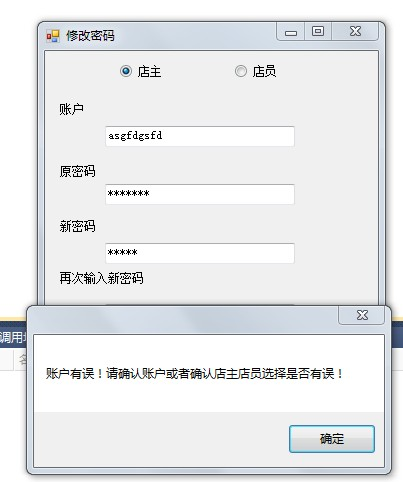 修改密码
店主 店员
账户
asgfdgsfd
原密码
*******
新密码
*****
再次输入新密码
调用
账户有误！请确认账户或者确认店主店员选择是否有误！
确定